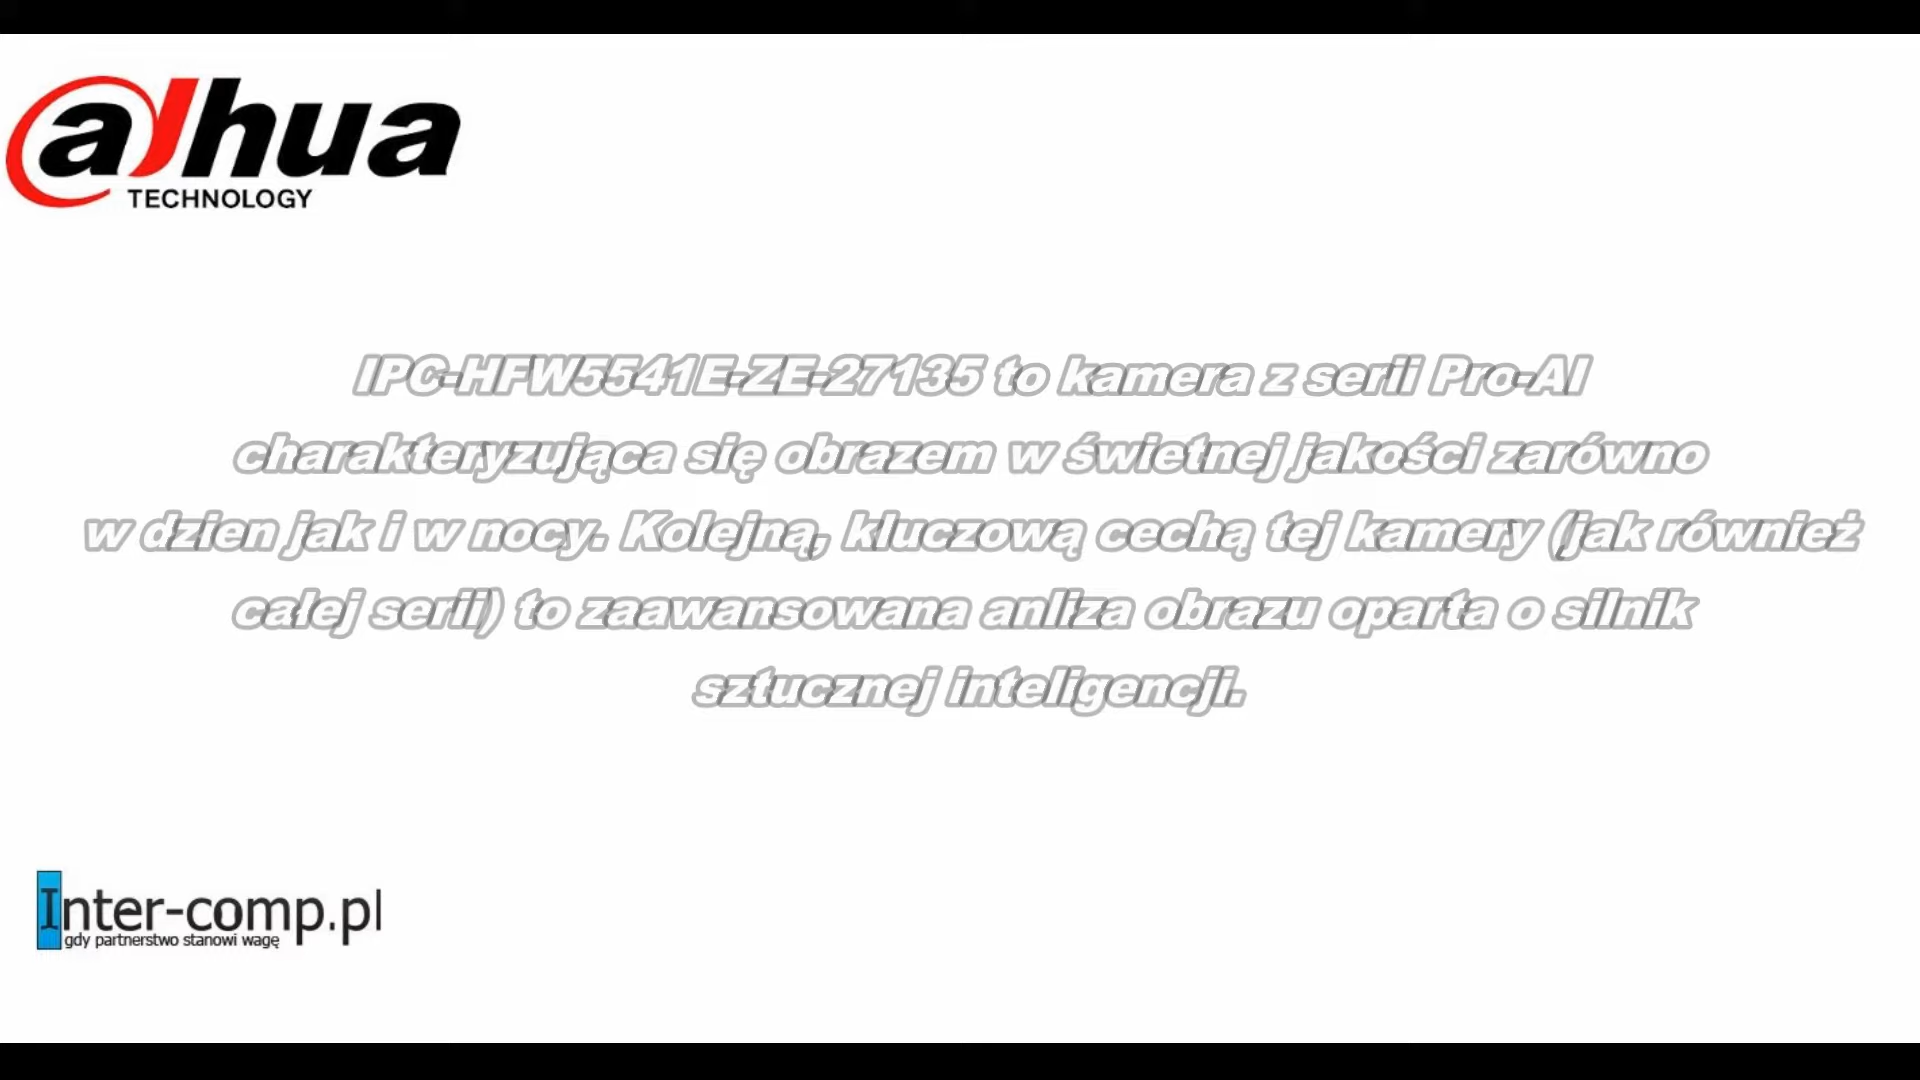 alhua
TECHNOLOGY
IPC-HFW5541E-ZE-27135 to kamera z serii Pro-AI
charakteryzująca się obrazem w świetnej jakości zarówno
w dzien jak i w nocy. Kolejną, kluczową cechą tej kamery (jak również
całej serii) to zaawansowana anliza obrazu oparta o silnik
sztucznej inteligencji.
Inter-comp.pl
gdy partnerstwo stanowi wagę